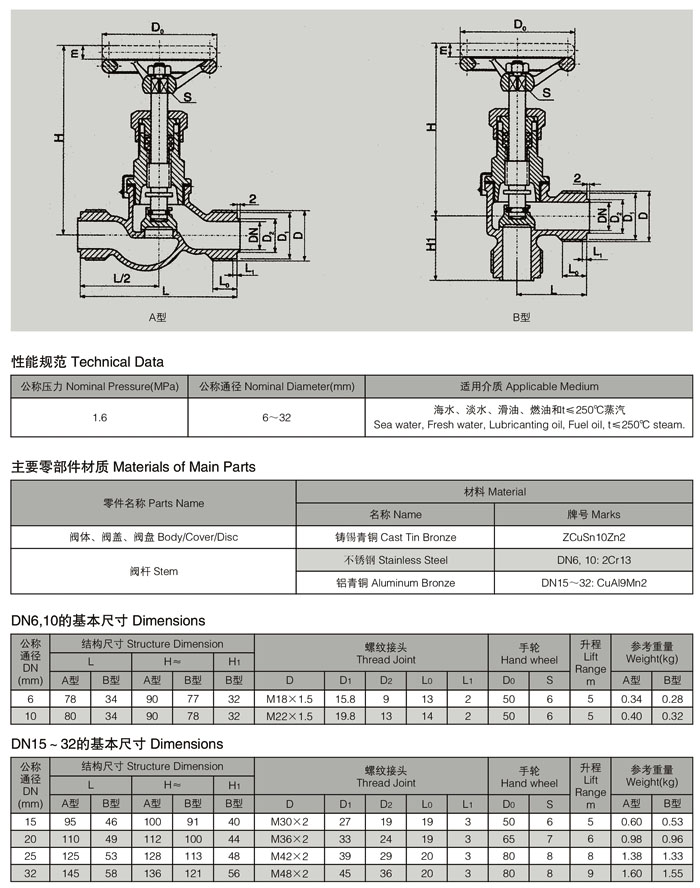 D₀
m
S
H
2
DN
D₂
D₁
D
L₁
L₀
L/2
L
A型
D₀
m
S
H
2
DN
D₂
D₁
D
H1
L₁
L₀
L
B型
性能规范 Technical Data
公称压力 Nominal Pressure(MPa) 公称通径 Nominal Diameter(mm) 适用介质 Applicable Medium
1.6 6～32 海水、淡水、滑油、燃油和t≤250℃蒸汽
Sea water, Fresh water, Lubricanting oil, Fuel oil, t≤250℃ steam.
主要零部件材质 Materials of Main Parts
零件名称 Parts Name 材料 Material
名称 Name 牌号 Marks
阀体、阀盖、阀盘 Body/Cover/Disc 铸锡青铜 Cast Tin Bronze ZCuSn10Zn2
阀杆 Stem 不锈钢 Stainless Steel DN6, 10: 2Cr13
铝青铜 Aluminum Bronze DN15～32: CuAl9Mn2
DN6,10的基本尺寸 Dimensions
公称通径 DN (mm) 结构尺寸 Structure Dimension 螺纹接头 Thread Joint 手轮 Hand wheel 升程 Lift Range m 参考重量 Weight(kg)
L H≈ H1
A型 B型 A型 B型 B型 D D1 D2 L0 L1 D0 S A型 B型
6 78 34 90 77 32 M18×1.5 15.8 9 13 2 50 6 5 0.34 0.28
10 80 34 90 78 32 M22×1.5 19.8 13 14 2 50 6 5 0.40 0.32
DN15～32的基本尺寸 Dimensions
公称通径 DN (mm) 结构尺寸 Structure Dimension 螺纹接头 Thread Joint 手轮 Hand wheel 升程 Lift Range m 参考重量 Weight(kg)
L H≈ H1
A型 B型 A型 B型 B型 D D1 D2 L0 L1 D0 S A型 B型
15 95 46 100 91 40 M30×2 27 19 19 3 50 6 5 0.60 0.53
20 110 49 112 100 44 M36×2 33 24 19 3 65 7 6 0.98 0.96
25 125 53 128 113 48 M42×2 39 29 20 3 80 8 8 1.38 1.33
32 145 58 136 121 56 M48×2 45 36 20 3 80 8 9 1.60 1.55